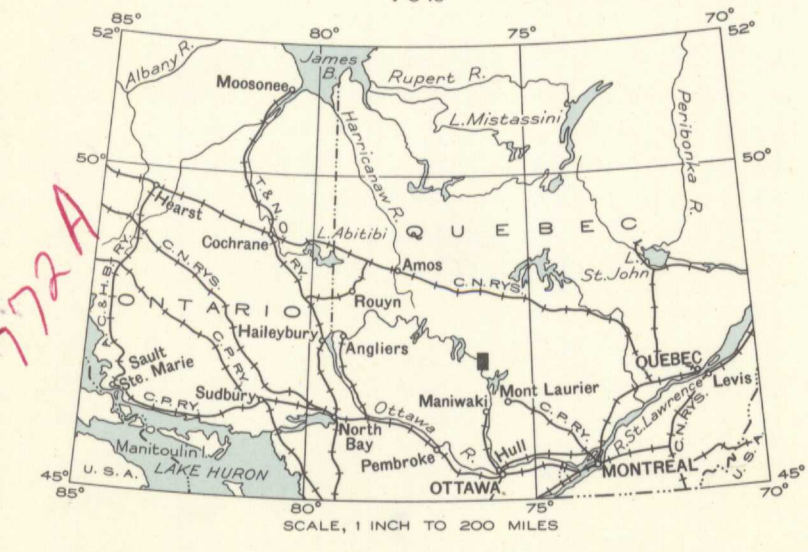 85°
80°
75°
70°
52°
52°
Albany R.
James
B.
Moosonee
Rupert R.
L. Mistassini
Peribonka R.
Harricanaw R.
50°
50°
Hearst
T. & N. O. RY.
L. Abitibi
QUEBEC
Cochrane
C. N. RYS.
Amos
C. N. RYS.
L.
St. John
772A
A. C. & H. B. RY.
ONTARIO
Rouyn
Haileybury
C. P. RY.
Angliers
Sault
Ste. Marie
QUEBEC
Levis
Sudbury
C. P. RY.
Maniwaki
Mont Laurier
C. P. RY.
R. St. Lawrence
C. N. RYS.
North
Bay
Ottawa R.
Manitoulin I.
Pembroke
Hull
U. S. A.
LAKE HURON
OTTAWA
MONTREAL
U. S. A.
45°
45°
85°
80°
75°
70°
SCALE, 1 INCH TO 200 MILES